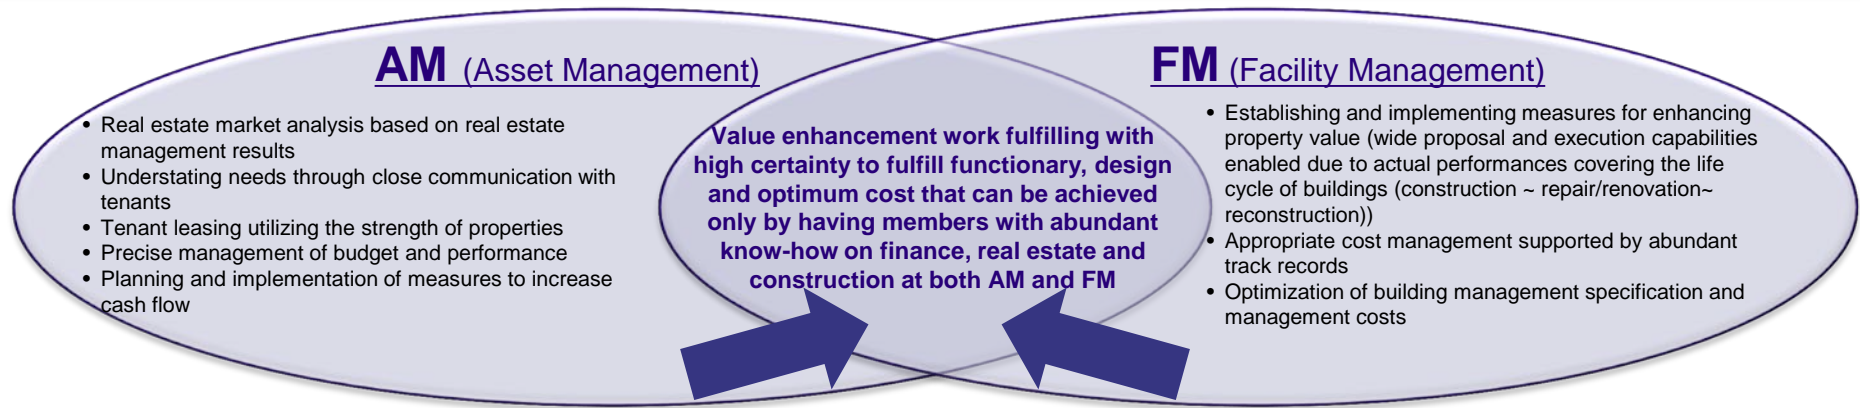 AM (Asset Management)
• Real estate market analysis based on real estate
management results
• Understating needs through close communication with
tenants
• Tenant leasing utilizing the strength of properties
• Precise management of budget and performance
• Planning and implementation of measures to increase
cash flow
Value enhancement work fulfilling with
high certainty to fulfill functionary, design
and optimum cost that can be achieved
only by having members with abundant
know-how on finance, real estate and
construction at both AM and FM
FM (Facility Management)
• Establishing and implementing measures for enhancing
property value (wide proposal and execution capabilities
enabled due to actual performances covering the life
cycle of buildings (construction ~ repair/renovation~
reconstruction))
• Appropriate cost management supported by abundant
track records
• Optimization of building management specification and
management costs